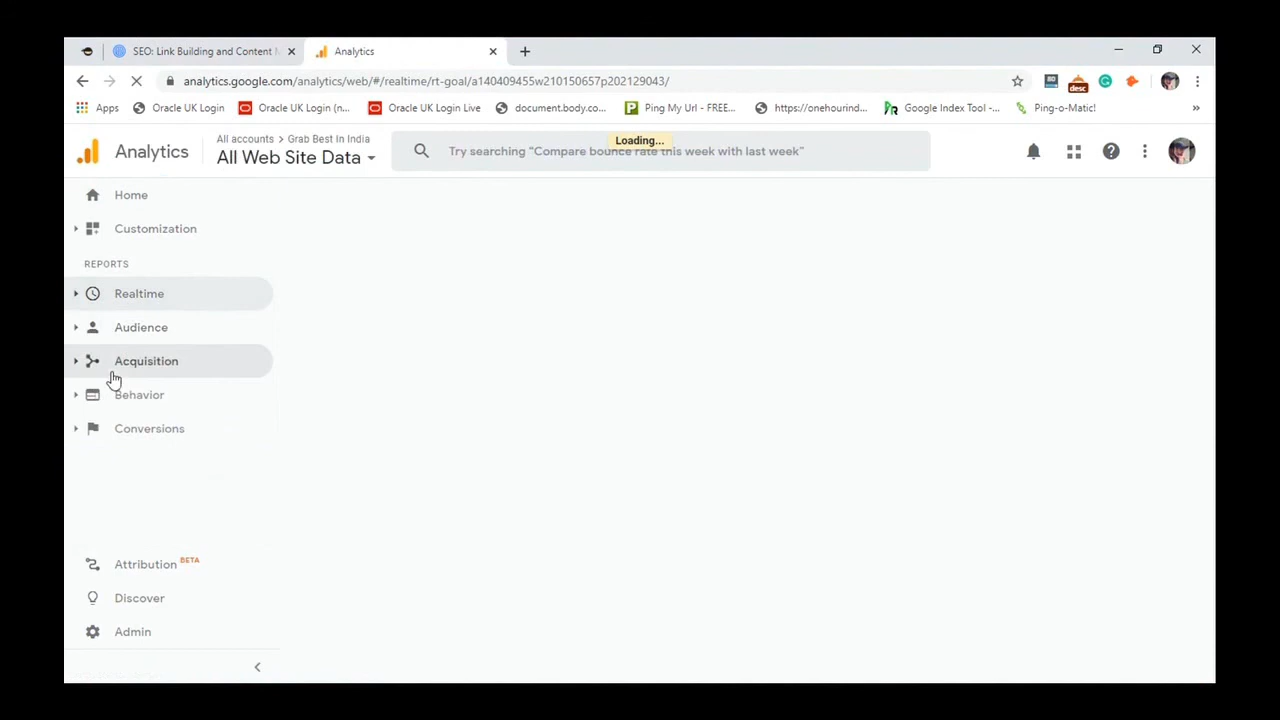 SEO: Link Building and Content M
Analytics
analytics.google.com/analytics/web/#/realtime/rt-goal/a140409455w210150657p202129043/
Apps
Oracle UK Login
Oracle UK Login (n...
Oracle UK Login Live
document.body.co...
Ping My Url - FREE...
https://onehourind...
Google Index Tool -...
Ping-o-Matic!
desc
Analytics
All accounts > Grab Best In India
All Web Site Data
Loading...
Try searching "Compare bounce rate this week with last week"
Home
Customization
REPORTS
Realtime
Audience
Acquisition
Behavior
Conversions
Attribution BETA
Discover
Admin